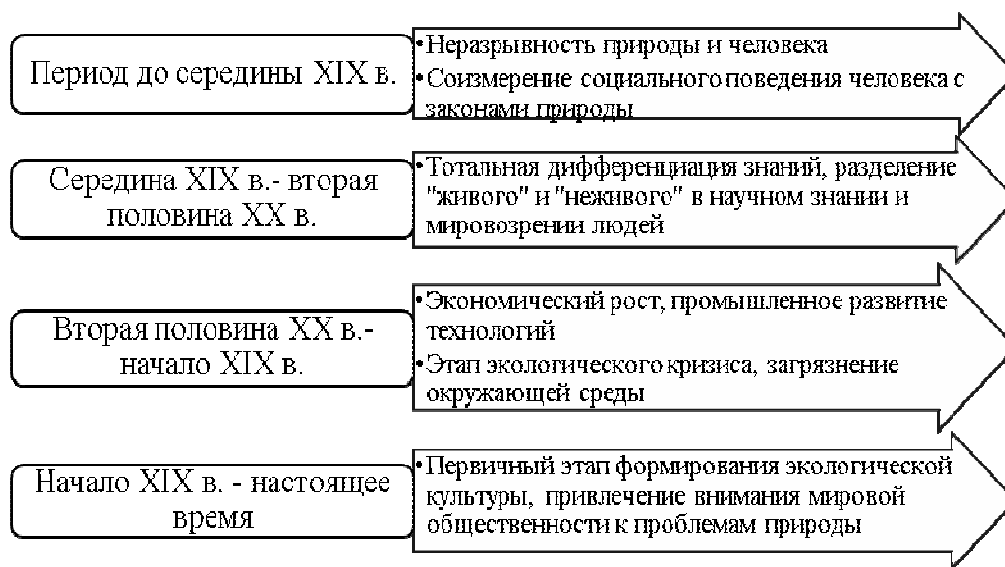 Период до середины XIX в.
•Неразрывность природы и человека
•Соизмерение социального поведения человека с
законами природы
Середина XIX в.- вторая
половина XX в.
•Тотальная дифференциация знаний, разделение
"живого" и "неживого" в научном знании и
мировозрении людей
Вторая половина XX в.-
начало XIX в.
•Экономический рост, промышленное развитие
технологий
•Этап экологического кризиса, загрязнение
окружающей среды
Начало XIX в. - настоящее
время
•Первичный этап формирования экологической
культуры, привлечение внимания мировой
общественности к проблемам природы